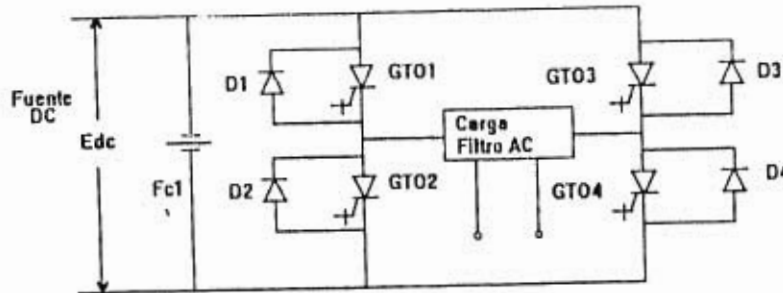 Fuente
DC
Edc
Fc1
D1
GTO1
D2
GTO2
Carga
Filtro AC
GTO3
D3
GTO4
D4